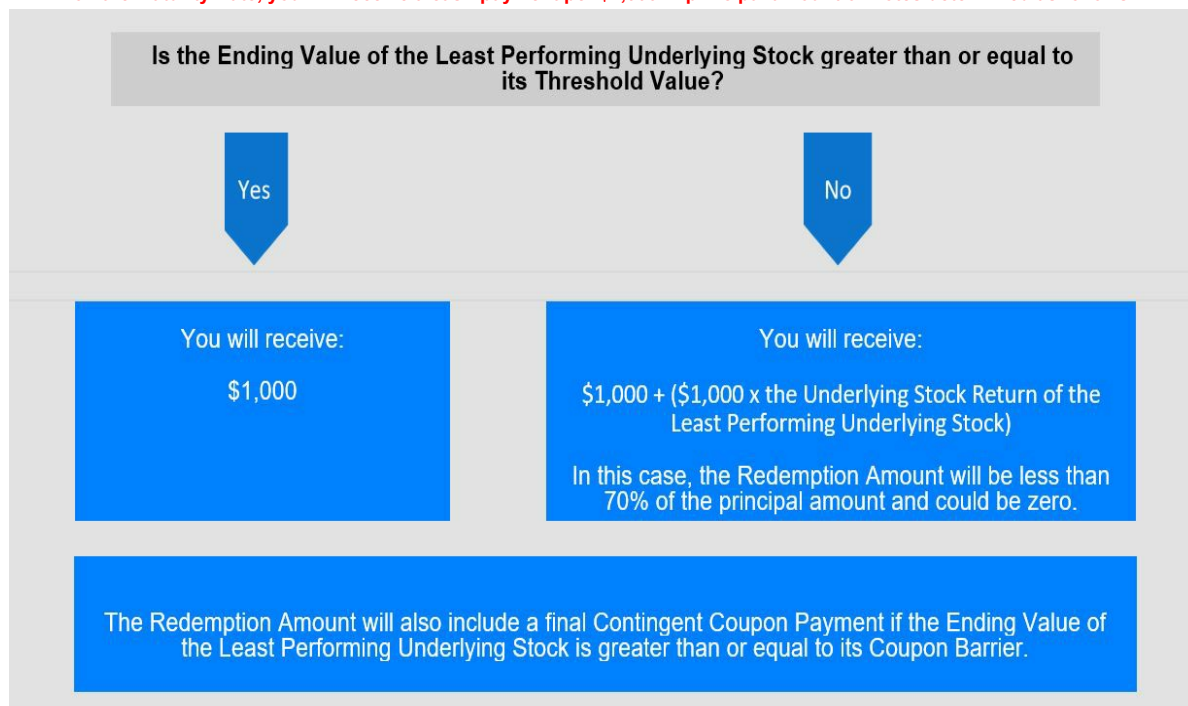 Is the Ending Value of the Least Performing Underlying Stock greater than or equal to
its Threshold Value?
Yes
No
You will receive:
$1,000
You will receive:
$1,000 + ($1,000 x the Underlying Stock Return of the
Least Performing Underlying Stock)
In this case, the Redemption Amount will be less than
70% of the principal amount and could be zero.
The Redemption Amount will also include a final Contingent Coupon Payment if the Ending Value of
the Least Performing Underlying Stock is greater than or equal to its Coupon Barrier.